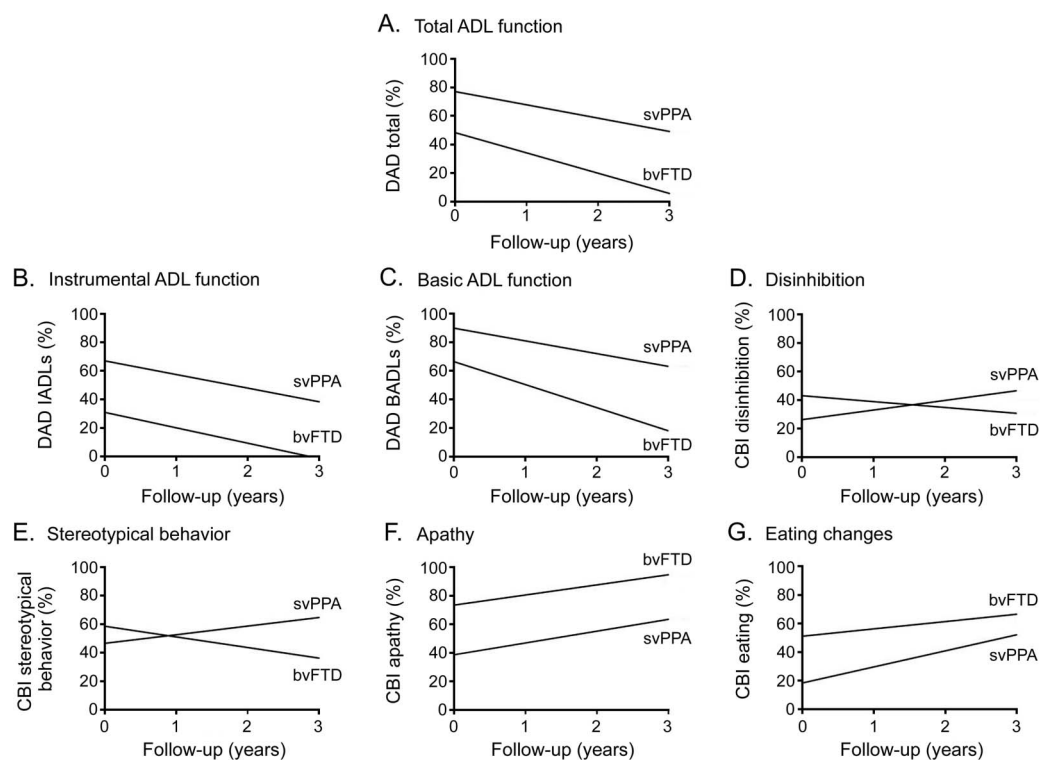 A. Total ADL function
DAD total (%)
100
80
60
40
20
0
svPPA
bvFTD
0 1 2 3
Follow-up (years)
B. Instrumental ADL function
DAD IADLs (%)
100
80
60
40
20
0
svPPA
bvFTD
0 1 2 3
Follow-up (years)
C. Basic ADL function
DAD BADLs (%)
100
80
60
40
20
0
svPPA
bvFTD
0 1 2 3
Follow-up (years)
D. Disinhibition
CBI disinhibition (%)
100
80
60
40
20
0
svPPA
bvFTD
0 1 2 3
Follow-up (years)
E. Stereotypical behavior
CBI stereotypical
behavior (%)
100
80
60
40
20
0
svPPA
bvFTD
0 1 2 3
Follow-up (years)
F. Apathy
CBI apathy (%)
100
80
60
40
20
0
bvFTD
svPPA
0 1 2 3
Follow-up (years)
G. Eating changes
CBI eating (%)
100
80
60
40
20
0
bvFTD
svPPA
0 1 2 3
Follow-up (years)